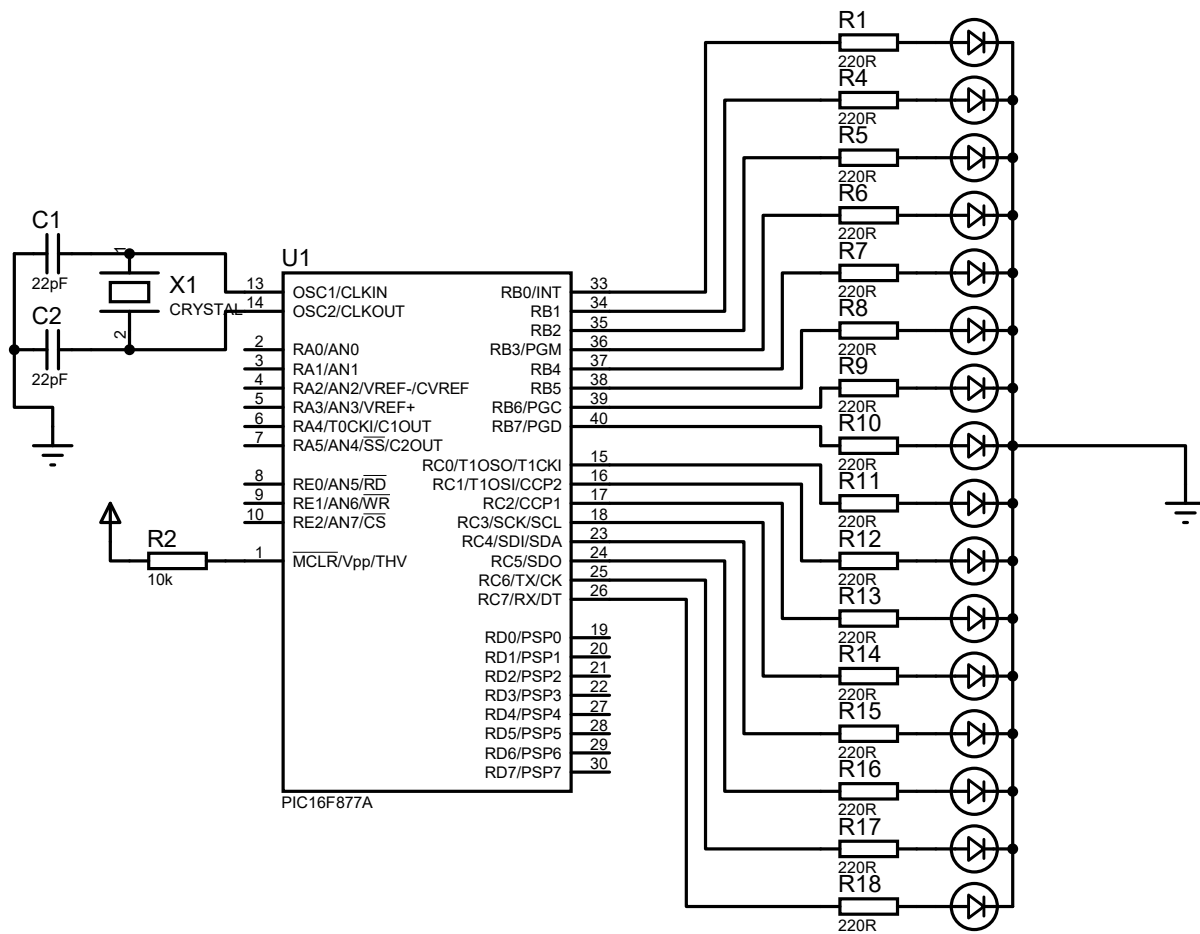 C1
22pF
1
X1
CRYSTAL
C2
22pF
2
R2
10k
U1
13 OSC1/CLKIN
14 OSC2/CLKOUT
2 RA0/AN0
3 RA1/AN1
4 RA2/AN2/VREF-/CVREF
5 RA3/AN3/VREF+
6 RA4/T0CKI/C1OUT
7 RA5/AN4/SS/C2OUT
8 RE0/AN5/RD
9 RE1/AN6/WR
10 RE2/AN7/CS
1 MCLR/Vpp/THV
RB0/INT 33
RB1 34
RB2 35
RB3/PGM 36
RB4 37
RB5 38
RB6/PGC 39
RB7/PGD 40
RC0/T1OSO/T1CKI 15
RC1/T1OSI/CCP2 16
RC2/CCP1 17
RC3/SCK/SCL 18
RC4/SDI/SDA 23
RC5/SDO 24
RC6/TX/CK 25
RC7/RX/DT 26
RD0/PSP0 19
RD1/PSP1 20
RD2/PSP2 21
RD3/PSP3 22
RD4/PSP4 27
RD5/PSP5 28
RD6/PSP6 29
RD7/PSP7 30
PIC16F877A
R1
220R
R4
220R
R5
220R
R6
220R
R7
220R
R8
220R
R9
220R
R10
220R
R11
220R
R12
220R
R13
220R
R14
220R
R15
220R
R16
220R
R17
220R
R18
220R